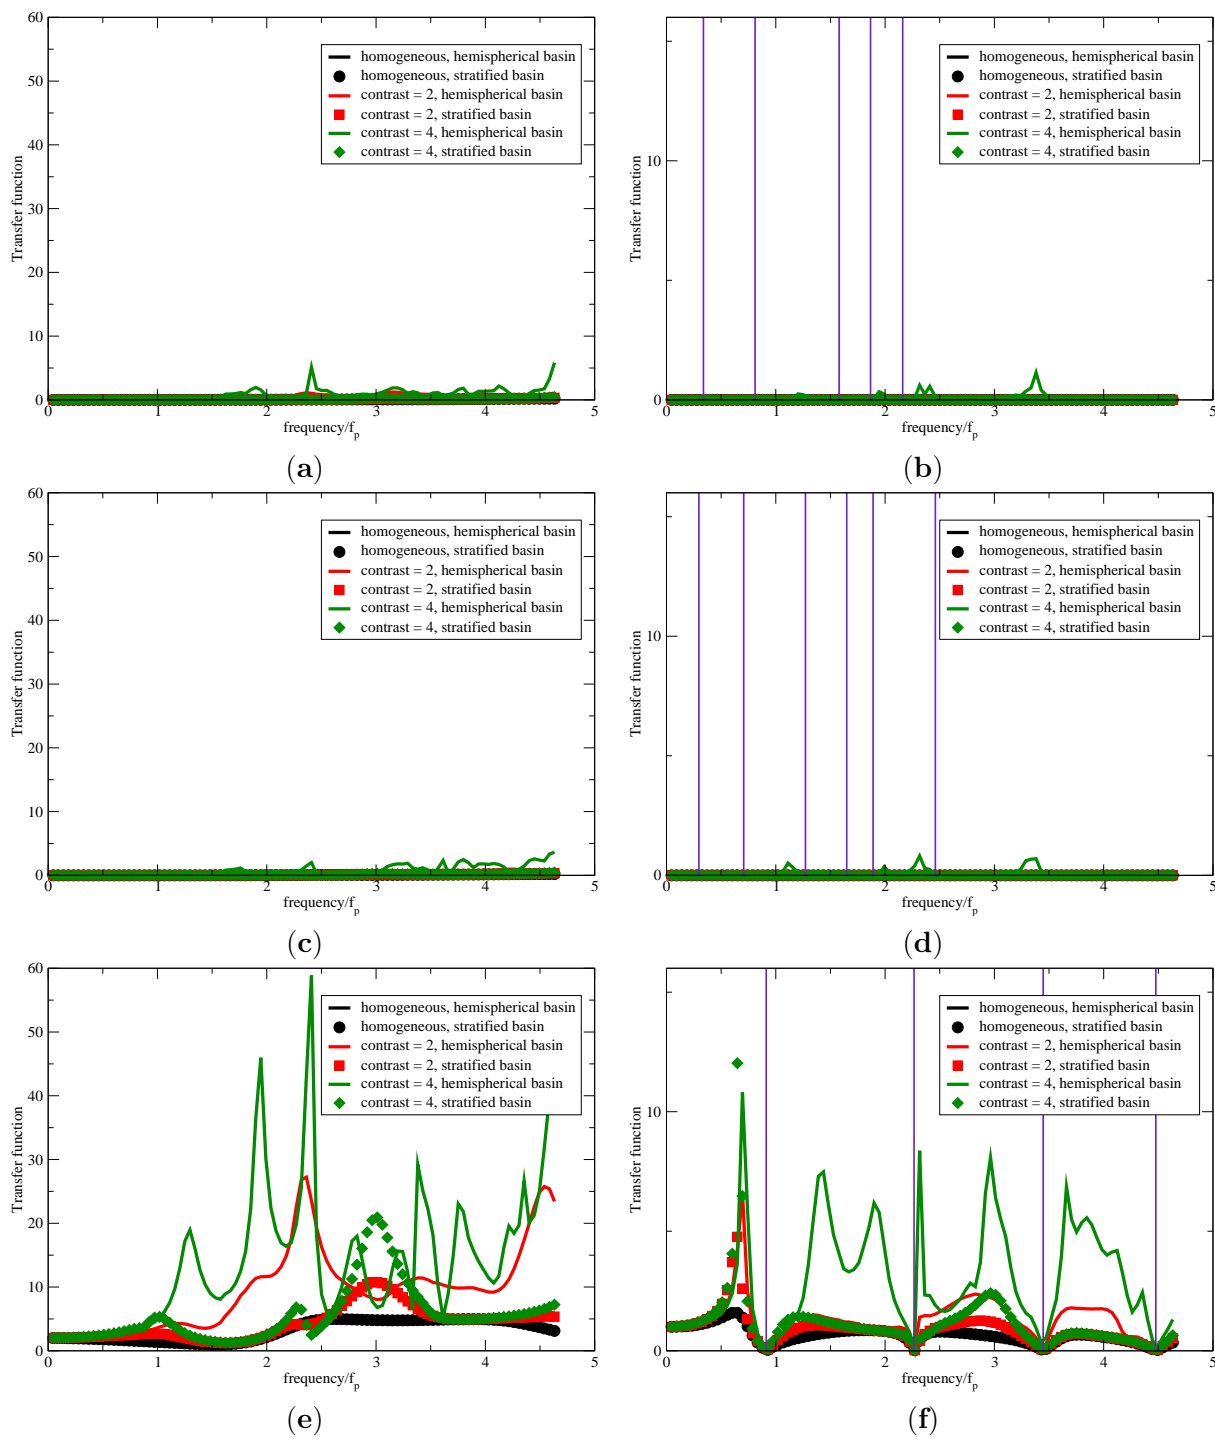 60
50
40
30
20
10
0
Transfer function
homogeneous, hemispherical basin
homogeneous, stratified basin
contrast = 2, hemispherical basin
contrast = 2, stratified basin
contrast = 4, hemispherical basin
contrast = 4, stratified basin
0 1 2 3 4 5
frequency/fp
(a)
10
0
Transfer function
homogeneous, hemispherical basin
homogeneous, stratified basin
contrast = 2, hemispherical basin
contrast = 2, stratified basin
contrast = 4, hemispherical basin
contrast = 4, stratified basin
0 1 2 3 4 5
frequency/fp
(b)
60
50
40
30
20
10
0
Transfer function
homogeneous, hemispherical basin
homogeneous, stratified basin
contrast = 2, hemispherical basin
contrast = 2, stratified basin
contrast = 4, hemispherical basin
contrast = 4, stratified basin
0 1 2 3 4 5
frequency/fp
(c)
10
0
Transfer function
homogeneous, hemispherical basin
homogeneous, stratified basin
contrast = 2, hemispherical basin
contrast = 2, stratified basin
contrast = 4, hemispherical basin
contrast = 4, stratified basin
0 1 2 3 4 5
frequency/fp
(d)
60
50
40
30
20
10
0
Transfer function
homogeneous, hemispherical basin
homogeneous, stratified basin
contrast = 2, hemispherical basin
contrast = 2, stratified basin
contrast = 4, hemispherical basin
contrast = 4, stratified basin
0 1 2 3 4 5
frequency/fp
(e)
10
0
Transfer function
homogeneous, hemispherical basin
homogeneous, stratified basin
contrast = 2, hemispherical basin
contrast = 2, stratified basin
contrast = 4, hemispherical basin
contrast = 4, stratified basin
0 1 2 3 4 5
frequency/fp
(f)